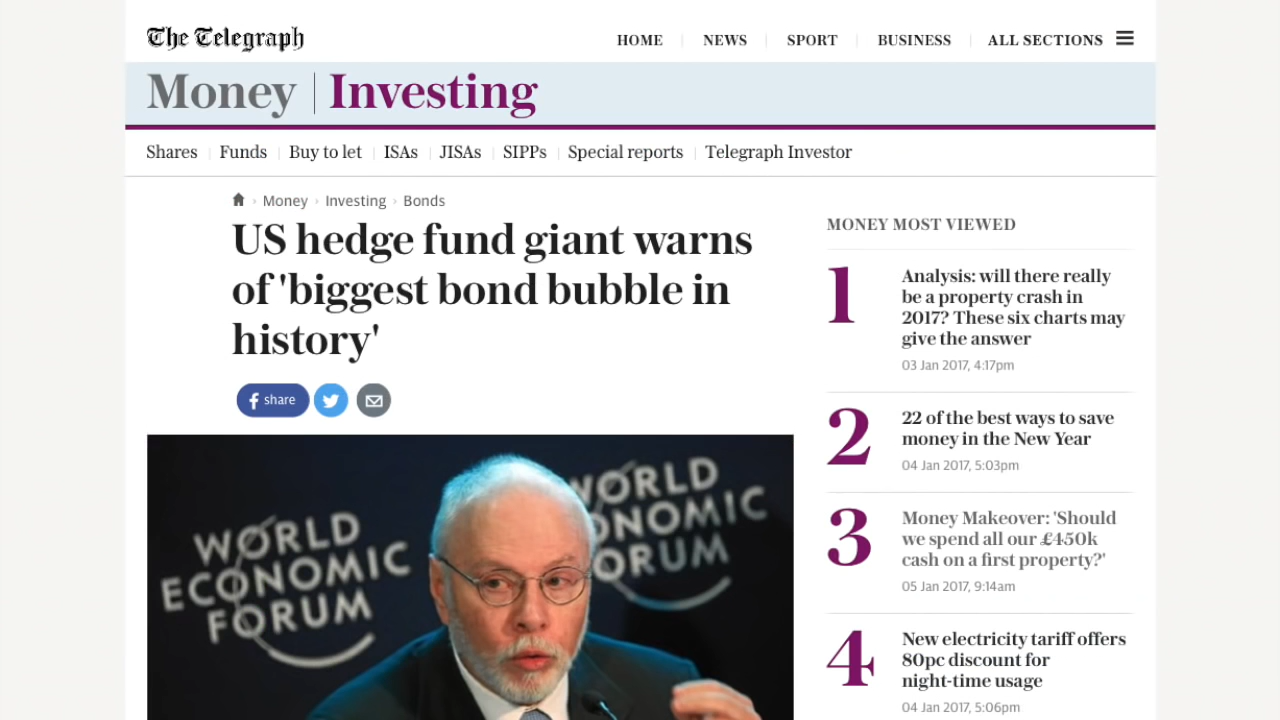 The Telegraph
HOME NEWS SPORT BUSINESS ALL SECTIONS
Money Investing
Shares Funds Buy to let ISAs JISAs SIPPs Special reports Telegraph Investor
Money › Investing › Bonds
US hedge fund giant warns
of 'biggest bond bubble in
history'
share
WORLD
ECONOMIC
FORUM
WORLD
ONOMIC
ORUM
MONEY MOST VIEWED
1
Analysis: will there really
be a property crash in
2017? These six charts may
give the answer
03 Jan 2017, 4:17pm
2
22 of the best ways to save
money in the New Year
04 Jan 2017, 5:03pm
3
Money Makeover: 'Should
we spend all our £450k
cash on a first property?'
05 Jan 2017, 9:14am
4
New electricity tariff offers
80pc discount for
night-time usage
04 Jan 2017, 5:06pm